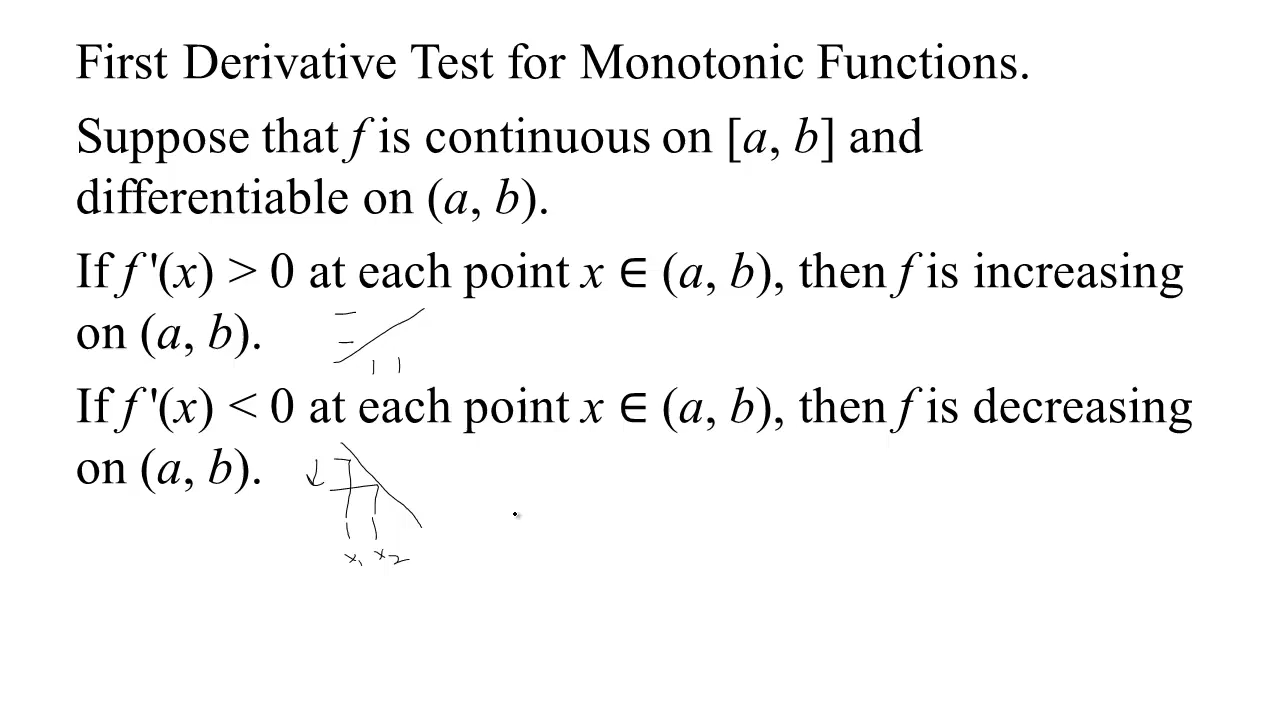 First Derivative Test for Monotonic Functions.
Suppose that f is continuous on [a, b] and
differentiable on (a, b).
If f '(x) > 0 at each point x ∈ (a, b), then f is increasing
on (a, b).
If f '(x) < 0 at each point x ∈ (a, b), then f is decreasing
on (a, b).
x₁ x₂